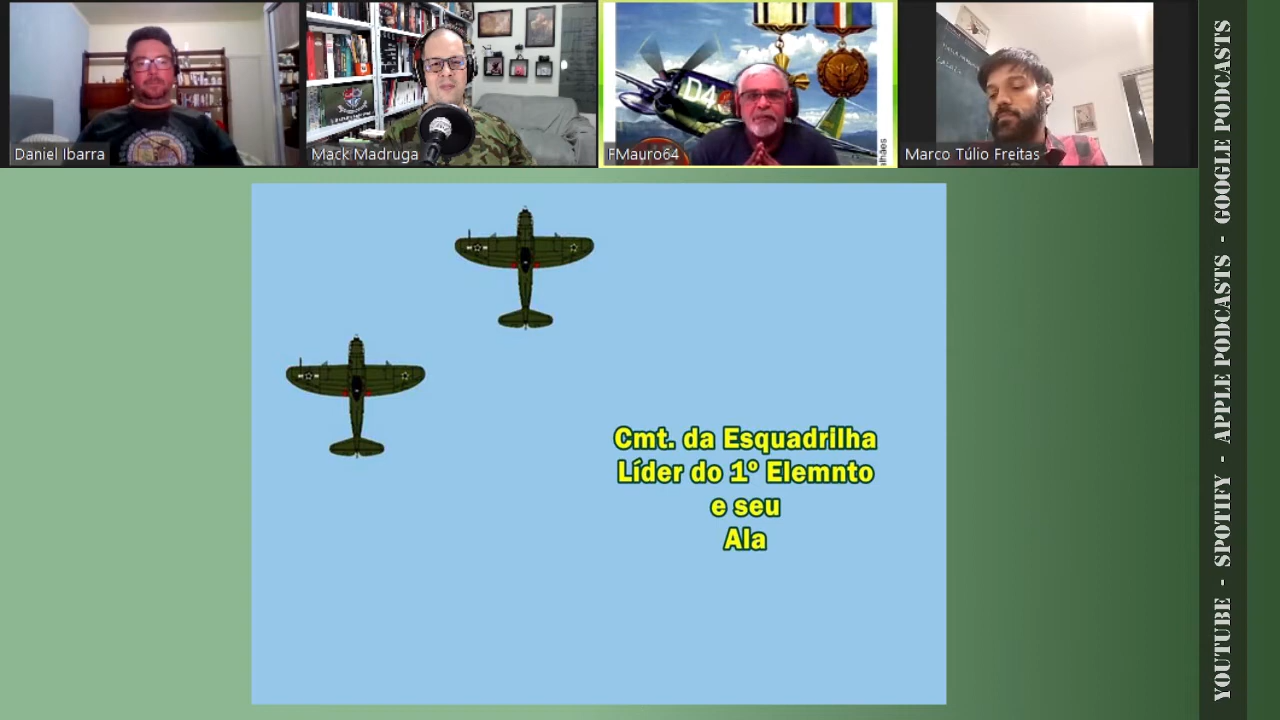 Daniel Ibarra
Mack Madruga
FMauro64
Marco Túlio Freitas
D4
Cmt. da Esquadrilha
Líder do 1º Elemnto
e seu
Ala
YOUTUBE - SPOTIFY - APPLE PODCASTS - GOOGLE PODCASTS